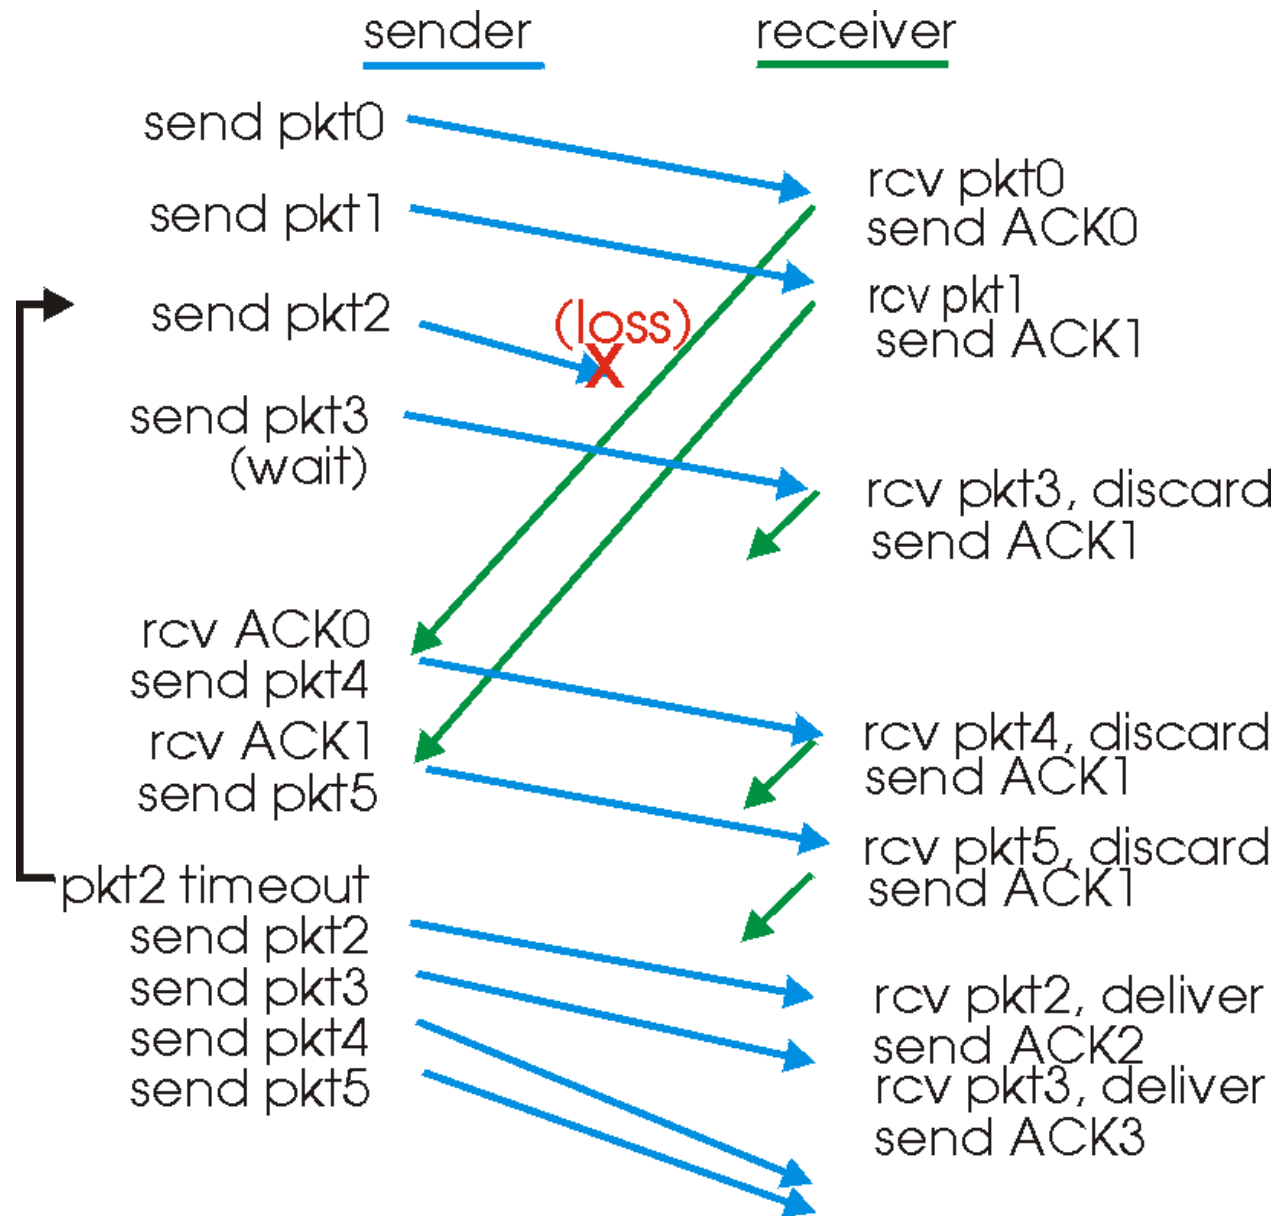 sender
receiver
send pkt0
rcv pkt0
send ACK0
send pkt1
rcv pkt1
send ACK1
send pkt2
(loss)
X
send pkt3
(wait)
rcv pkt3, discard
send ACK1
rcv ACK0
send pkt4
rcv ACK1
send pkt5
rcv pkt4, discard
send ACK1
rcv pkt5, discard
send ACK1
pkt2 timeout
send pkt2
send pkt3
send pkt4
send pkt5
rcv pkt2, deliver
send ACK2
rcv pkt3, deliver
send ACK3